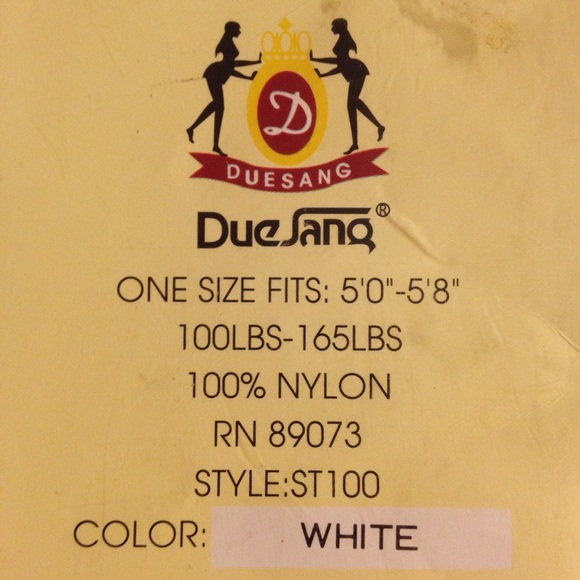 D
DUESANG
DueSang®
ONE SIZE FITS: 5'0"-5'8"
100LBS-165LBS
100% NYLON
RN 89073
STYLE:ST100
COLOR: WHITE